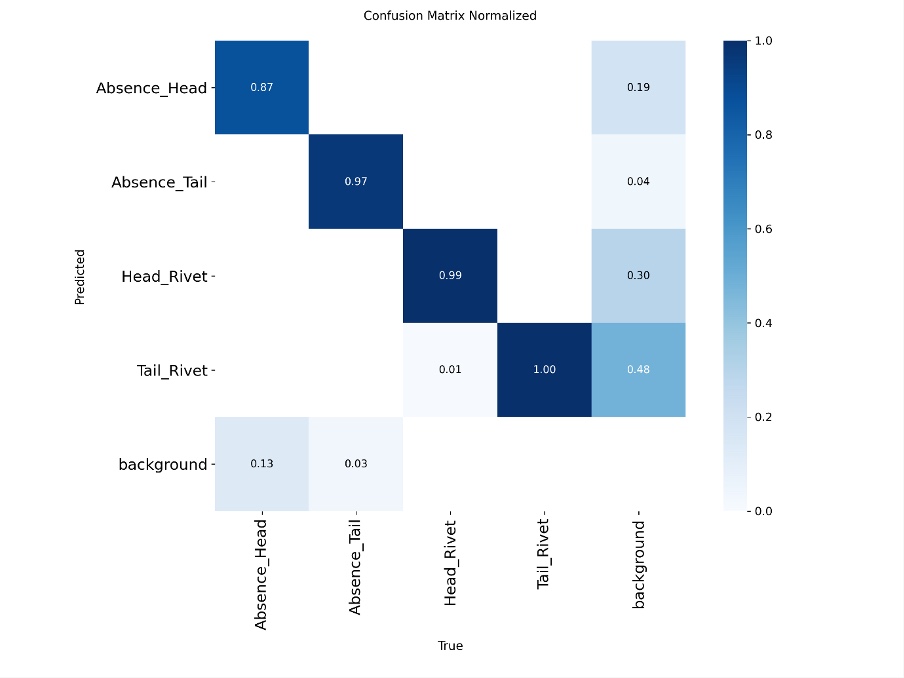 Confusion Matrix Normalized
1.0
Absence_Head
0.87
0.19
0.8
Absence_Tail
0.97
0.04
0.6
Predicted
Head_Rivet
0.99
0.30
0.4
Tail_Rivet
0.01
1.00
0.48
0.2
background
0.13
0.03
0.0
Absence_Head
Absence_Tail
Head_Rivet
Tail_Rivet
background
True